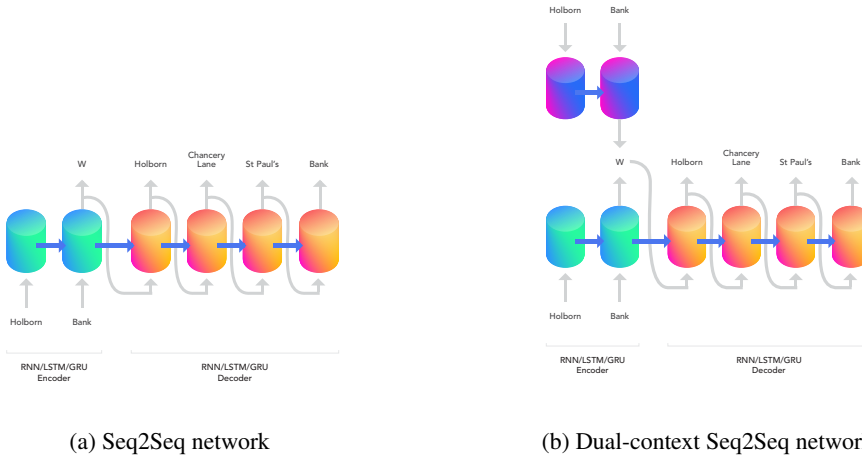 Holborn
Bank
W
Holborn
Chancery
Lane
St Paul's
Bank
Holborn
Bank
RNN/LSTM/GRU
Encoder
RNN/LSTM/GRU
Decoder
(a) Seq2Seq network
W
Holborn
Chancery
Lane
St Paul's
Bank
Holborn
Bank
RNN/LSTM/GRU
Encoder
RNN/LSTM/GRU
Decoder
(b) Dual-context Seq2Seq networ